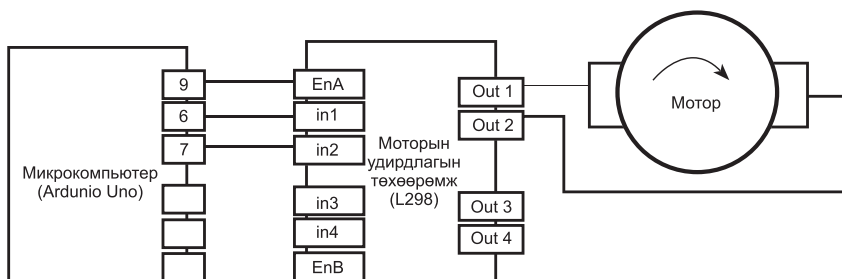 9
6
7
Микрокомпьютер
(Ardunio Uno)
EnA
in1
in2
in3
in4
EnB
Моторын
удирдлагын
төхөөрөмж
(L298)
Out 1
Out 2
Out 3
Out 4
Мотор